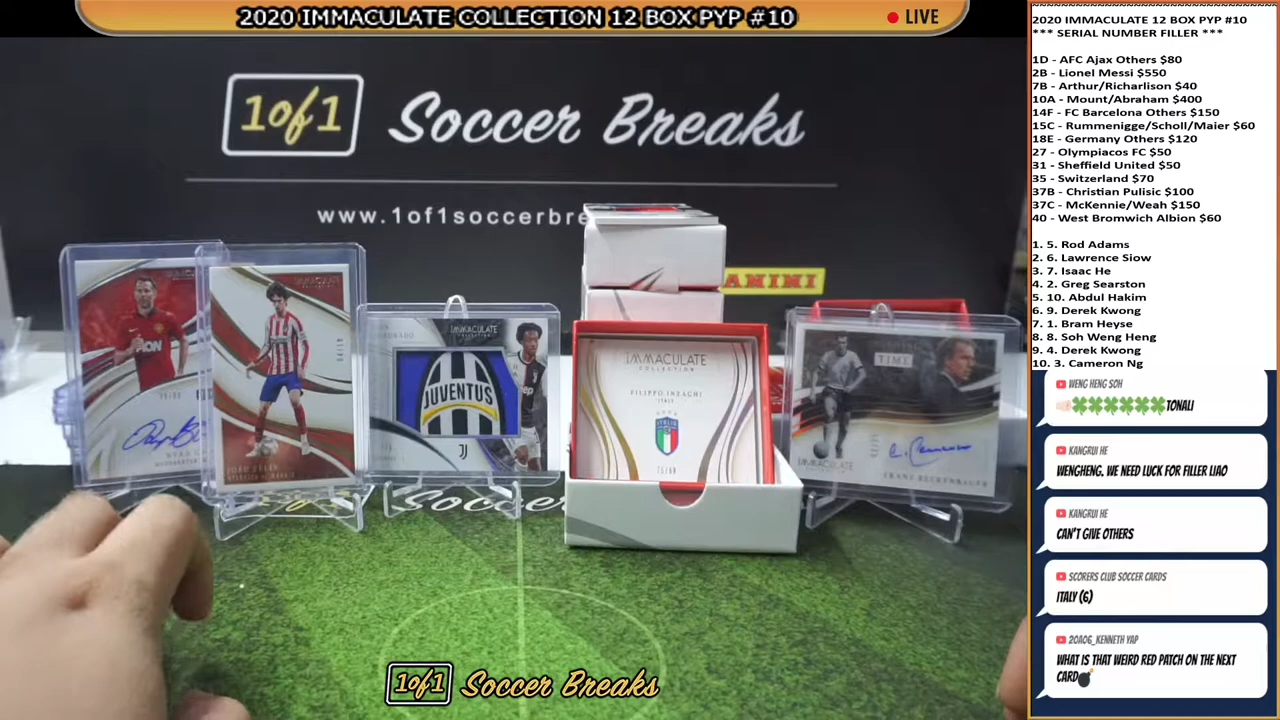 2020 IMMACULATE COLLECTION 12 BOX PYP #10
LIVE
1of1 Soccer Breaks
www.1of1soccerbre
PANINI
IMMACULATE
JUVENTUS
IMMACULATE
COLLECTION
FILIPPO INZAGHI
ITALY
ITALIA
TIME
IMMACULATE
FRANZ BECKENBAUER
1of1 Soccer Breaks
2020 IMMACULATE 12 BOX PYP #10
*** SERIAL NUMBER FILLER ***
1D - AFC Ajax Others $80
2B - Lionel Messi $550
7B - Arthur/Richarlison $40
10A - Mount/Abraham $400
14F - FC Barcelona Others $150
15C - Rummenigge/Scholl/Maier $60
18E - Germany Others $120
27 - Olympiacos FC $50
31 - Sheffield United $50
35 - Switzerland $70
37B - Christian Pulisic $100
37C - McKennie/Weah $150
40 - West Bromwich Albion $60
1. 5. Rod Adams
2. 6. Lawrence Siow
3. 7. Isaac He
4. 2. Greg Searston
5. 10. Abdul Hakim
6. 9. Derek Kwong
7. 1. Bram Heyse
8. 8. Soh Weng Heng
9. 4. Derek Kwong
10. 3. Cameron Ng
WENG HENG SOH
TONALI
KANGRUI HE
WENGHENG. WE NEED LUCK FOR FILLER LIAO
KANGRUI HE
CAN'T GIVE OTHERS
SCORERS CLUB SOCCER CARDS
ITALY (6)
20A06_KENNETH YAP
WHAT IS THAT WEIRD RED PATCH ON THE NEXT
CARD